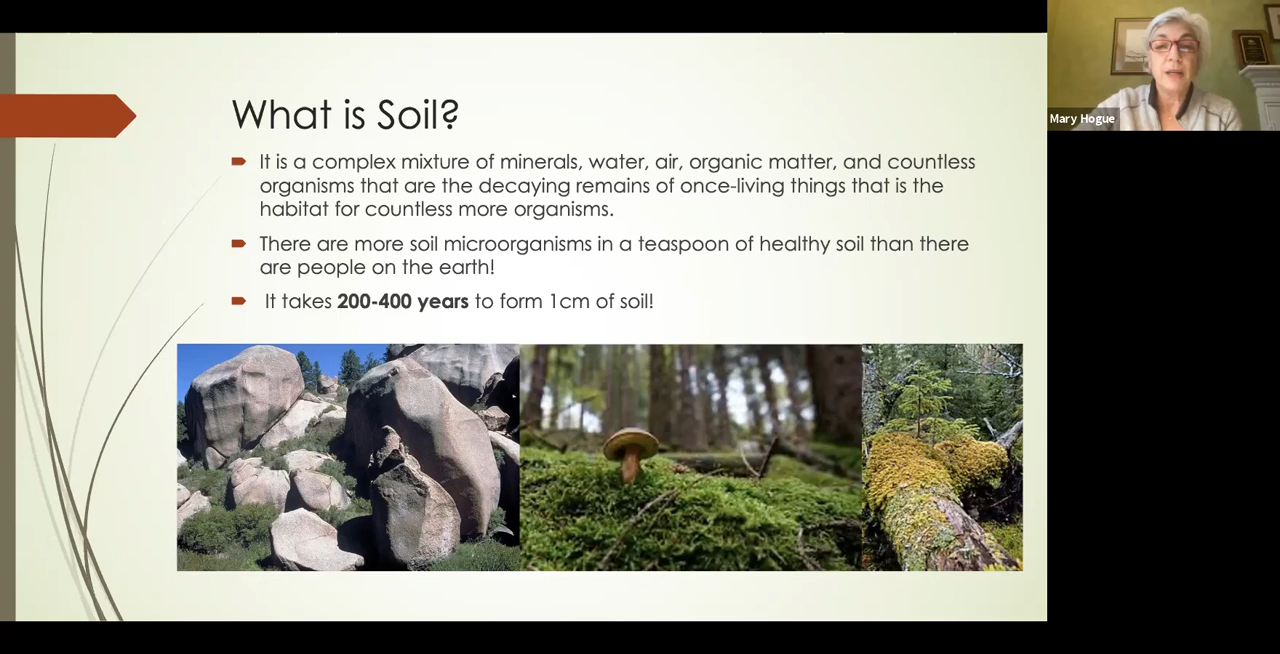 What is Soil?
It is a complex mixture of minerals, water, air, organic matter, and countless
organisms that are the decaying remains of once-living things that is the
habitat for countless more organisms.
There are more soil microorganisms in a teaspoon of healthy soil than there
are people on the earth!
It takes 200-400 years to form 1cm of soil!
Mary Hogue